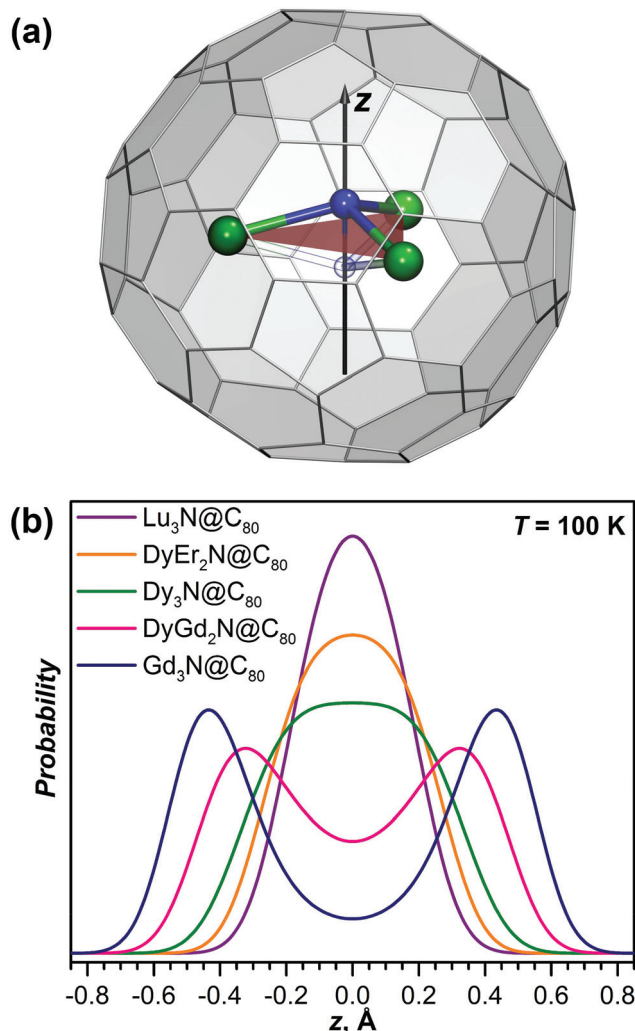 (a)
z
(b)
Lu₃N@C₈₀
DyEr₂N@C₈₀
Dy₃N@C₈₀
DyGd₂N@C₈₀
Gd₃N@C₈₀
T = 100 K
Probability
-0.8 -0.6 -0.4 -0.2 0.0 0.2 0.4 0.6 0.8
z, Å